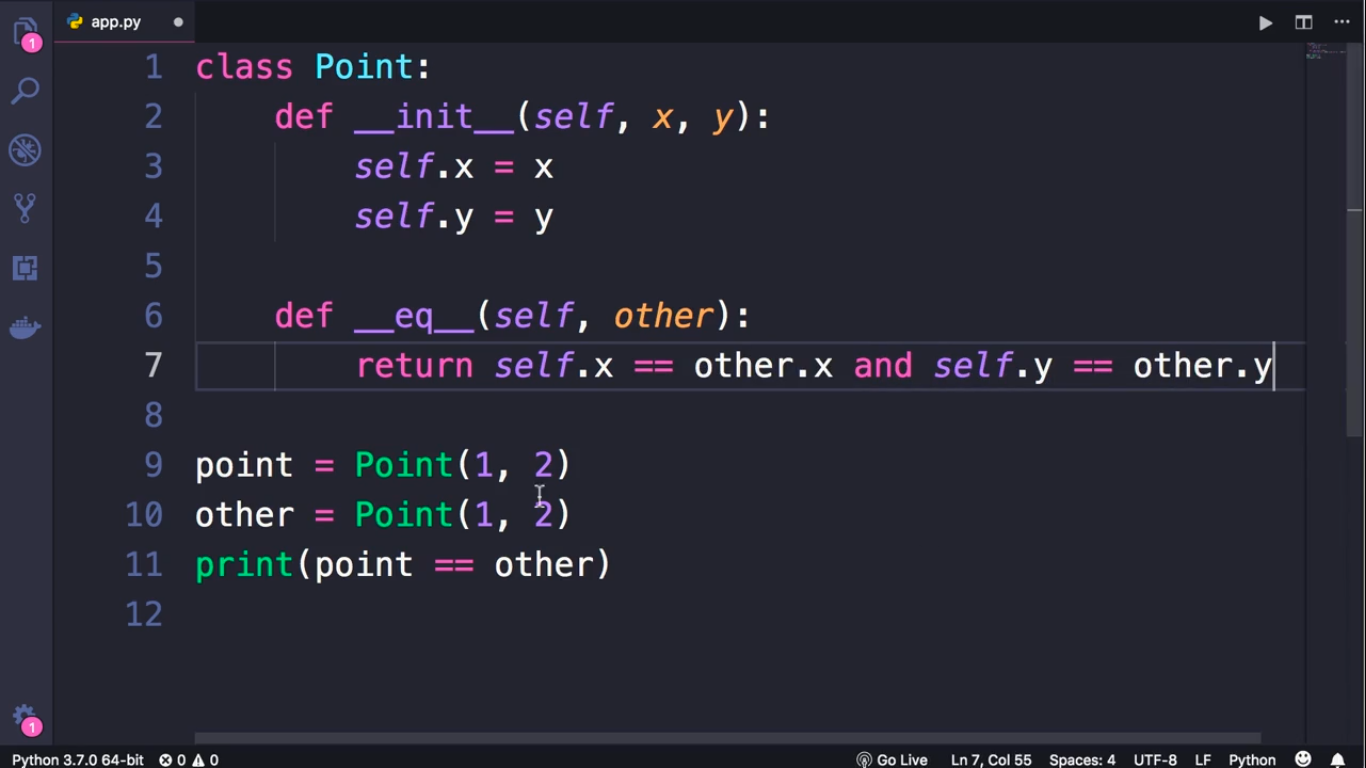 app.py
1
1 class Point:
2     def __init__(self, x, y):
3         self.x = x
4         self.y = y
5
6     def __eq__(self, other):
7         return self.x == other.x and self.y == other.y
8
9 point = Point(1, 2)
10 other = Point(1, 2)
11 print(point == other)
12
1
Python 3.7.0 64-bit 0 0 Go Live Ln 7, Col 55 Spaces: 4 UTF-8 LF Python